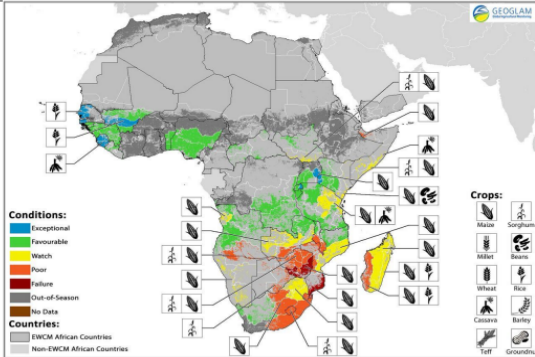 GEOGLAM
Conditions:
Exceptional
Favourable
Watch
Poor
Failure
Out-of-Season
No Data
Countries:
EWCM African Countries
Non-EWCM African Countries
Crops:
Maize Sorghum
Millet Beans
Wheat Rice
Cassava Barley
Teff Groundnu